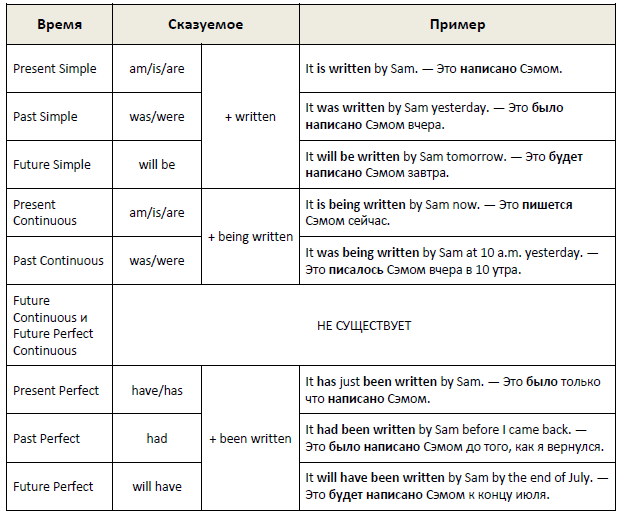 Время Сказуемое Пример
Present Simple am/is/are It is written by Sam. — Это написано Сэмом.
+ written
Past Simple was/were It was written by Sam yesterday. — Это было
написано Сэмом вчера.
Future Simple will be It will be written by Sam tomorrow. — Это будет
написано Сэмом завтра.
Present
Continuous am/is/are It is being written by Sam now. — Это пишется
Сэмом сейчас.
+ being written
Past Continuous was/were It was being written by Sam at 10 a.m. yesterday. —
Это писалось Сэмом вчера в 10 утра.
Future
Continuous и
Future Perfect
Continuous
НЕ СУЩЕСТВУЕТ
Present Perfect have/has It has just been written by Sam. — Это было только
что написано Сэмом.
+ been written
Past Perfect had It had been written by Sam before I came back. —
Это было написано Сэмом до того, как я вернулся.
Future Perfect will have It will have been written by Sam by the end of July. —
Это будет написано Сэмом к концу июля.